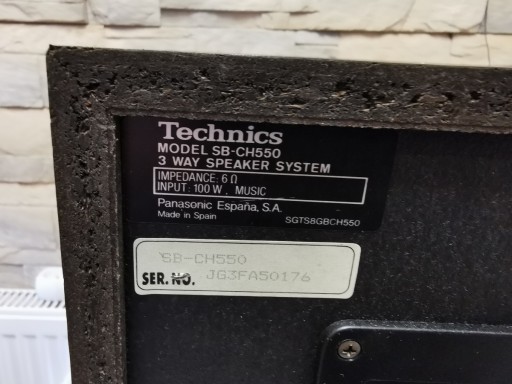 Technics
MODEL SB-CH550
3 WAY SPEAKER SYSTEM
IMPEDANCE: 6 Ω
INPUT: 100 W . MUSIC
Panasonic España, S.A.
Made in Spain
SGTS8GBCH550
SB-CH550
SER. NO. JG3FA50176